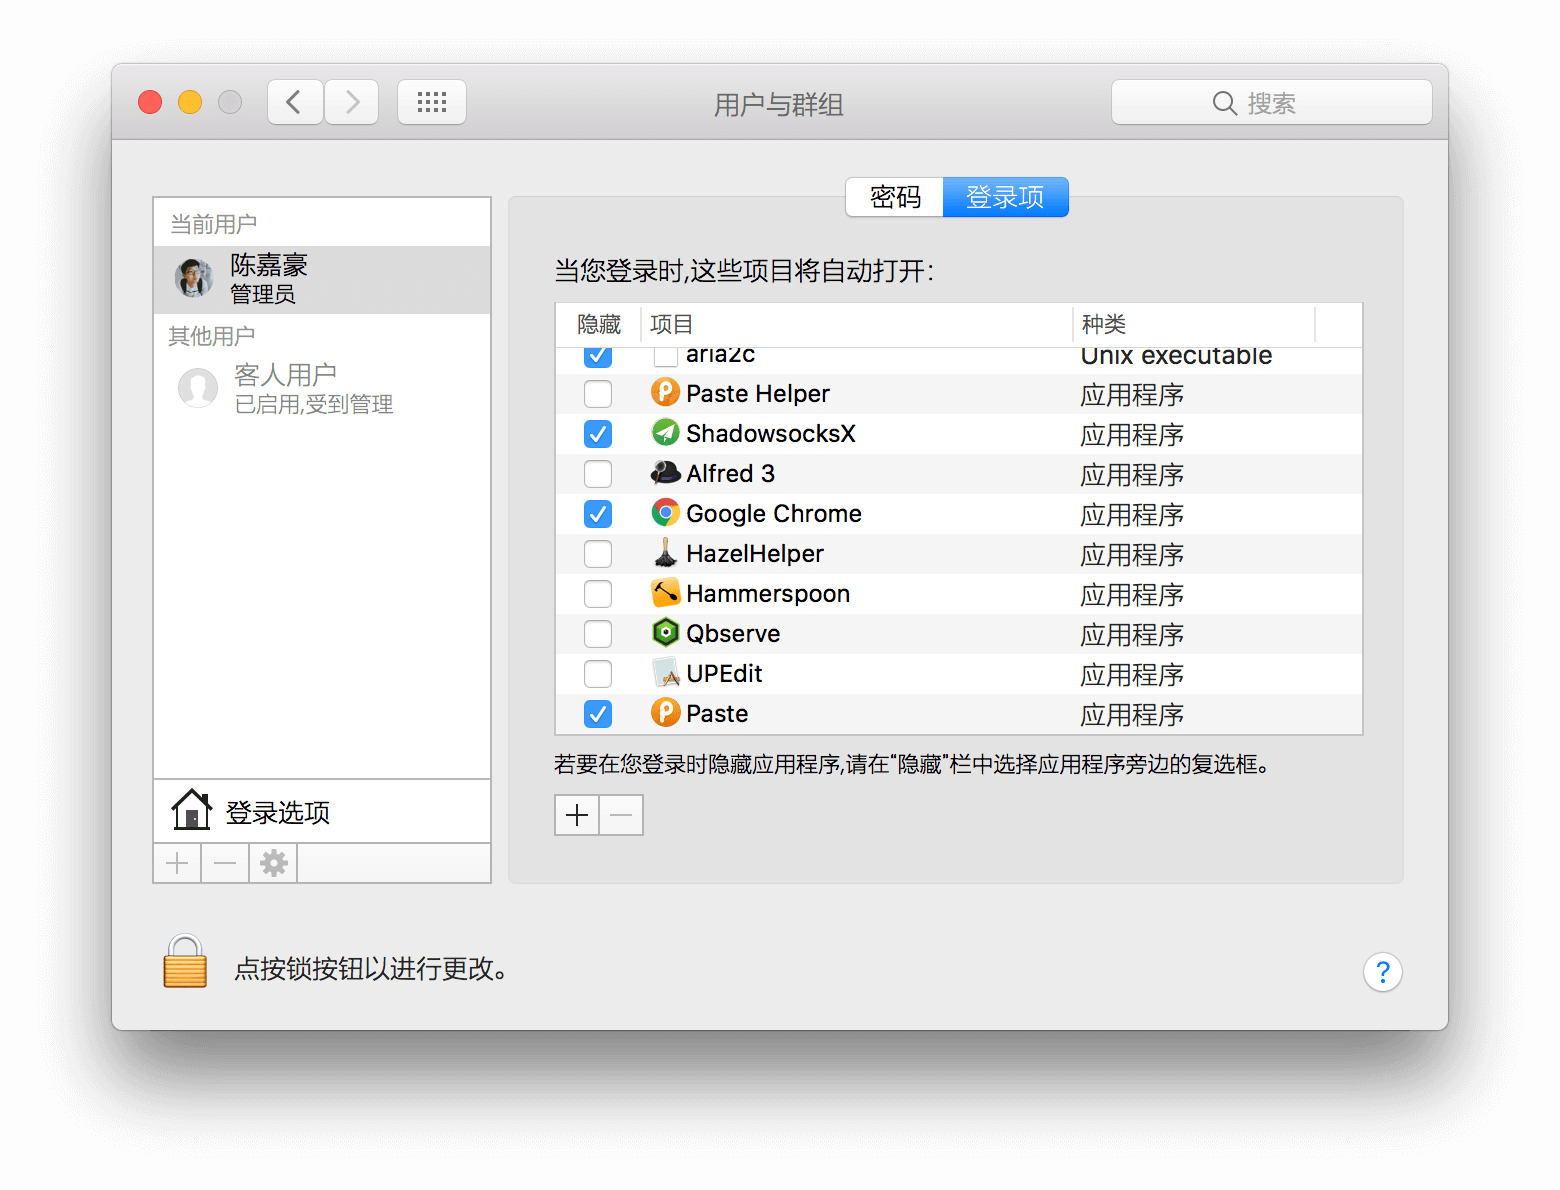 用户与群组
搜索
密码
登录项
当前用户
陈嘉豪
管理员
其他用户
客人用户
已启用,受到管理
登录选项
当您登录时,这些项目将自动打开:
隐藏 项目 种类
aria2c Unix executable
Paste Helper 应用程序
ShadowsocksX 应用程序
Alfred 3 应用程序
Google Chrome 应用程序
HazelHelper 应用程序
Hammerspoon 应用程序
Qbserve 应用程序
UPEdit 应用程序
Paste 应用程序
若要在您登录时隐藏应用程序,请在“隐藏”栏中选择应用程序旁边的复选框。
点按锁按钮以进行更改。
?